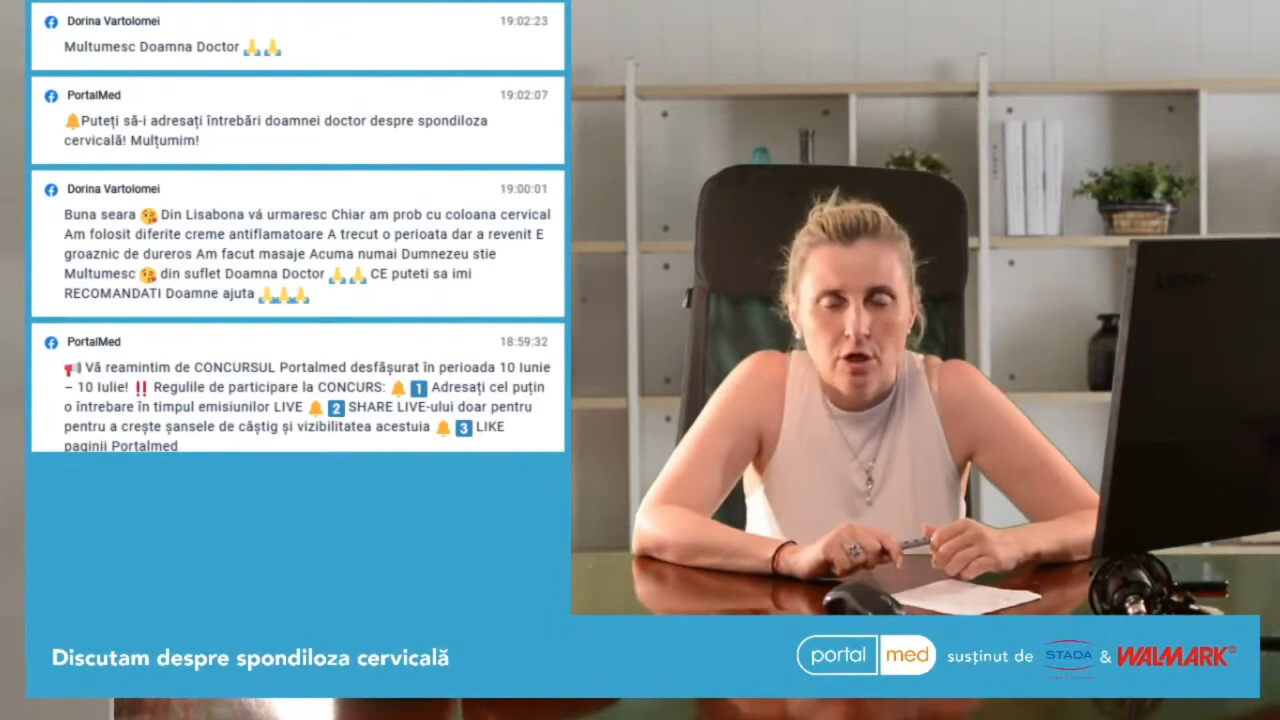 Dorina Vartolomei 19:02:23
Multumesc Doamna Doctor 🙏🙏
PortalMed 19:02:07
🔔Puteți să-i adresați întrebări doamnei doctor despre spondiloza
cervicală! Mulțumim!
Dorina Vartolomei 19:00:01
Buna seara 😘 Din Lisabona vá urmaresc Chiar am prob cu coloana cervical
Am folosit diferite creme antiflamatoare A trecut o perioata dar a revenit E
groaznic de dureros Am facut masaje Acuma numai Dumnezeu stie
Multumesc 😘 din suflet Doamna Doctor 🙏🙏 CE puteti sa imi
RECOMANDATI Doamne ajuta 🙏🙏🙏
PortalMed 18:59:32
📢 Vă reamintim de CONCURSUL Portalmed desfășurat în perioada 10 Iunie
– 10 Iulie! ‼️ Regulile de participare la CONCURS: 🔔 1️⃣ Adresați cel puțin
o întrebare în timpul emisiunilor LIVE 🔔 2️⃣ SHARE LIVE-ului doar pentru
pentru a crește șansele de câștig și vizibilitatea acestuia 🔔 3️⃣ LIKE
paginii Portalmed
Discutam despre spondiloza cervicală
portal med susținut de STADA & WALMARK®